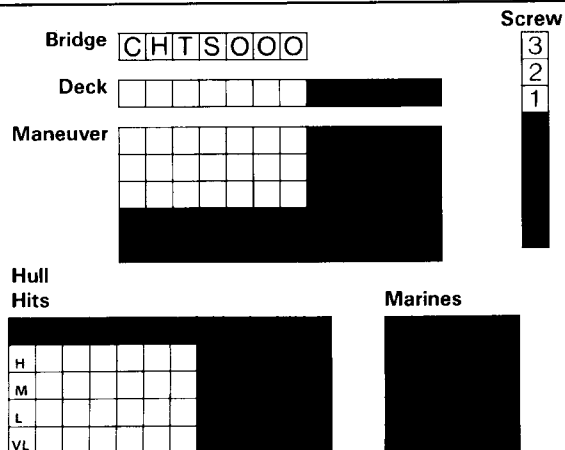 Screw
Bridge C H T S O O O
3
2
1
Deck
Maneuver
Hull
Hits
Marines
H
M
L
VL